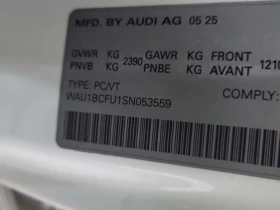 MFD. BY AUDI AG 05 25
GVWR KG 2390 GAWR KG FRONT 1210
PNVB KG PNBE KG AVANT
TYPE: PC/VT
WAU1BCFU1SN053559
COMPLY: